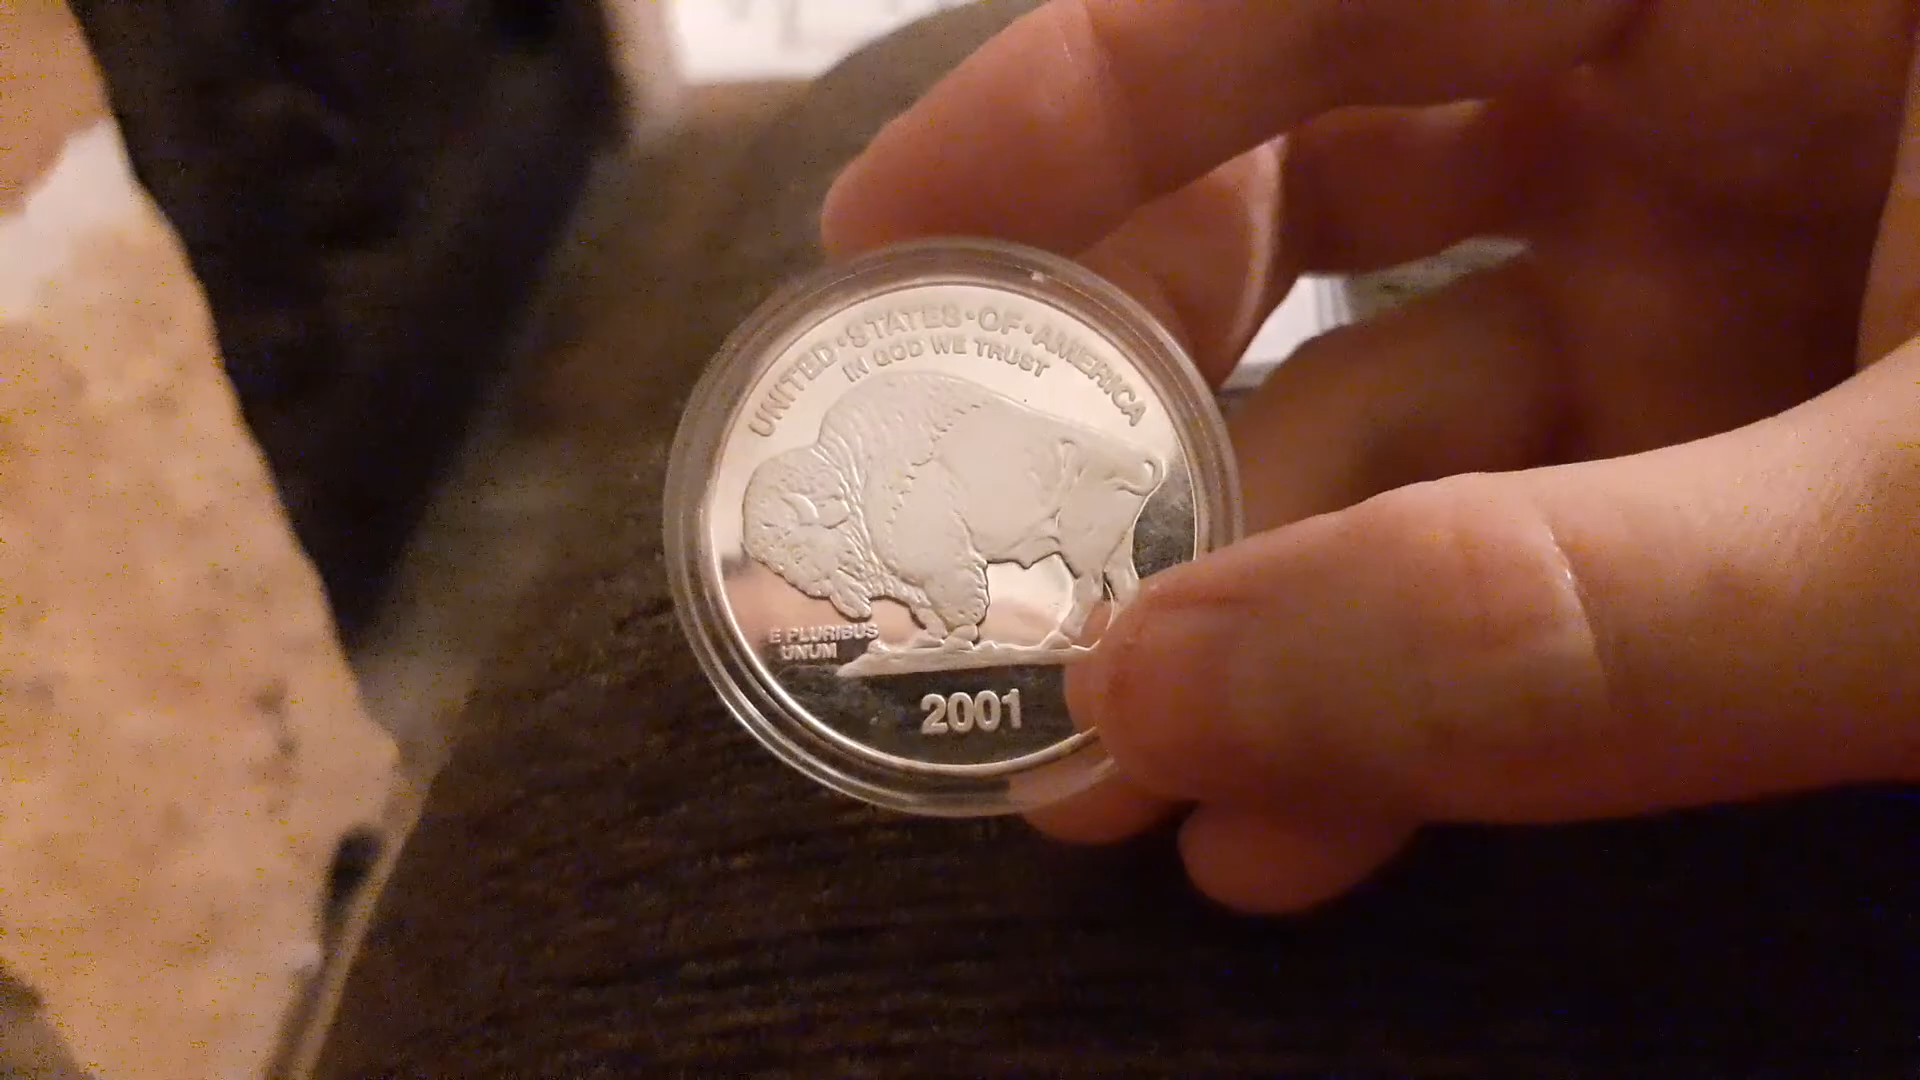 UNITED·STATES·OF·AMERICA
IN GOD WE TRUST
E PLURIBUS
UNUM
2001